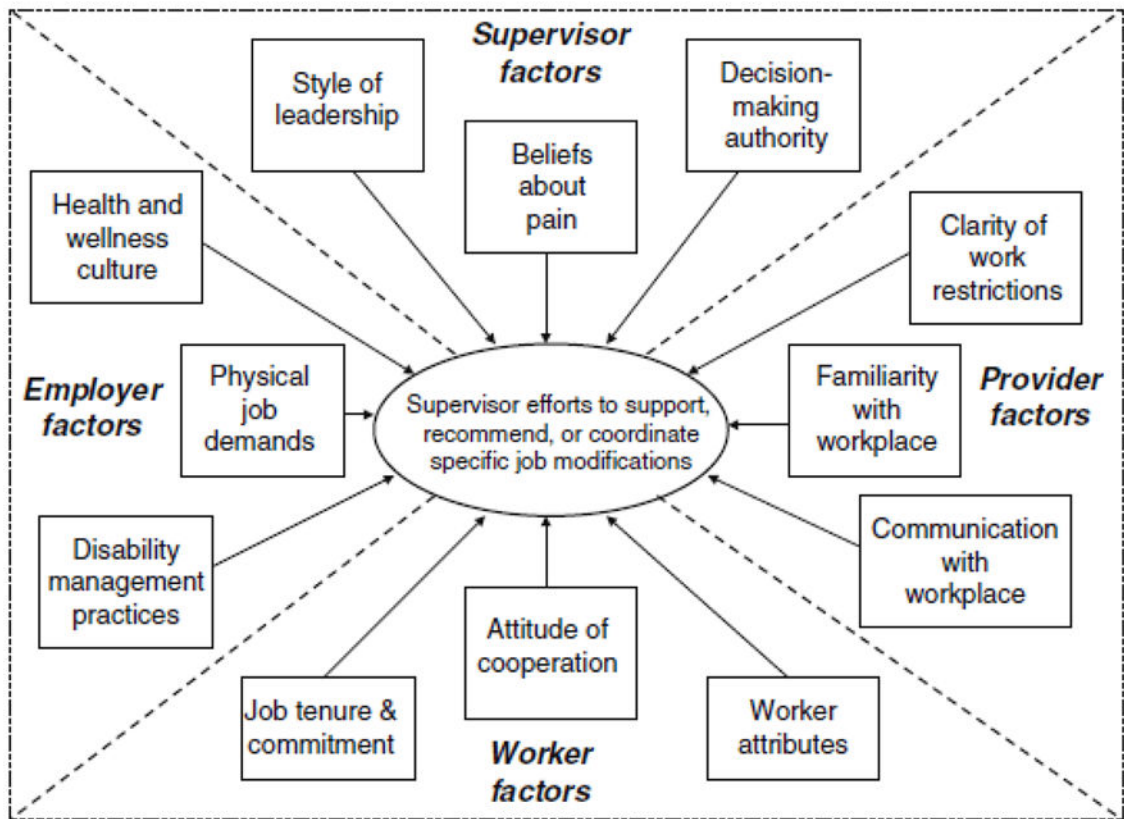 Supervisor
factors
Style of
leadership
Beliefs
about
pain
Decision-
making
authority
Health and
wellness
culture
Clarity of
work
restrictions
Employer
factors
Physical
job
demands
Supervisor efforts to support,
recommend, or coordinate
specific job modifications
Familiarity with
workplace
Provider
factors
Disability
management
practices
Communication
with
workplace
Job tenure &
commitment
Attitude of
cooperation
Worker
attributes
Worker
factors